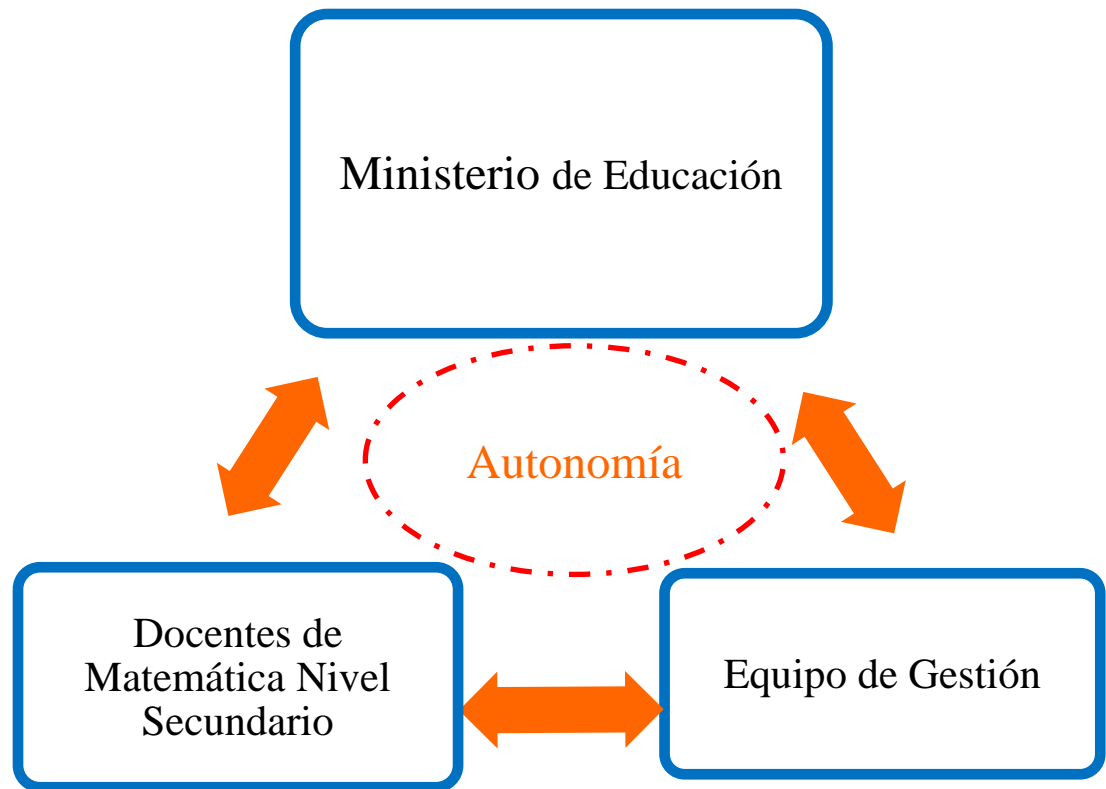 Ministerio de Educación
Autonomía
Docentes de
Matemática Nivel
Secundario
Equipo de Gestión